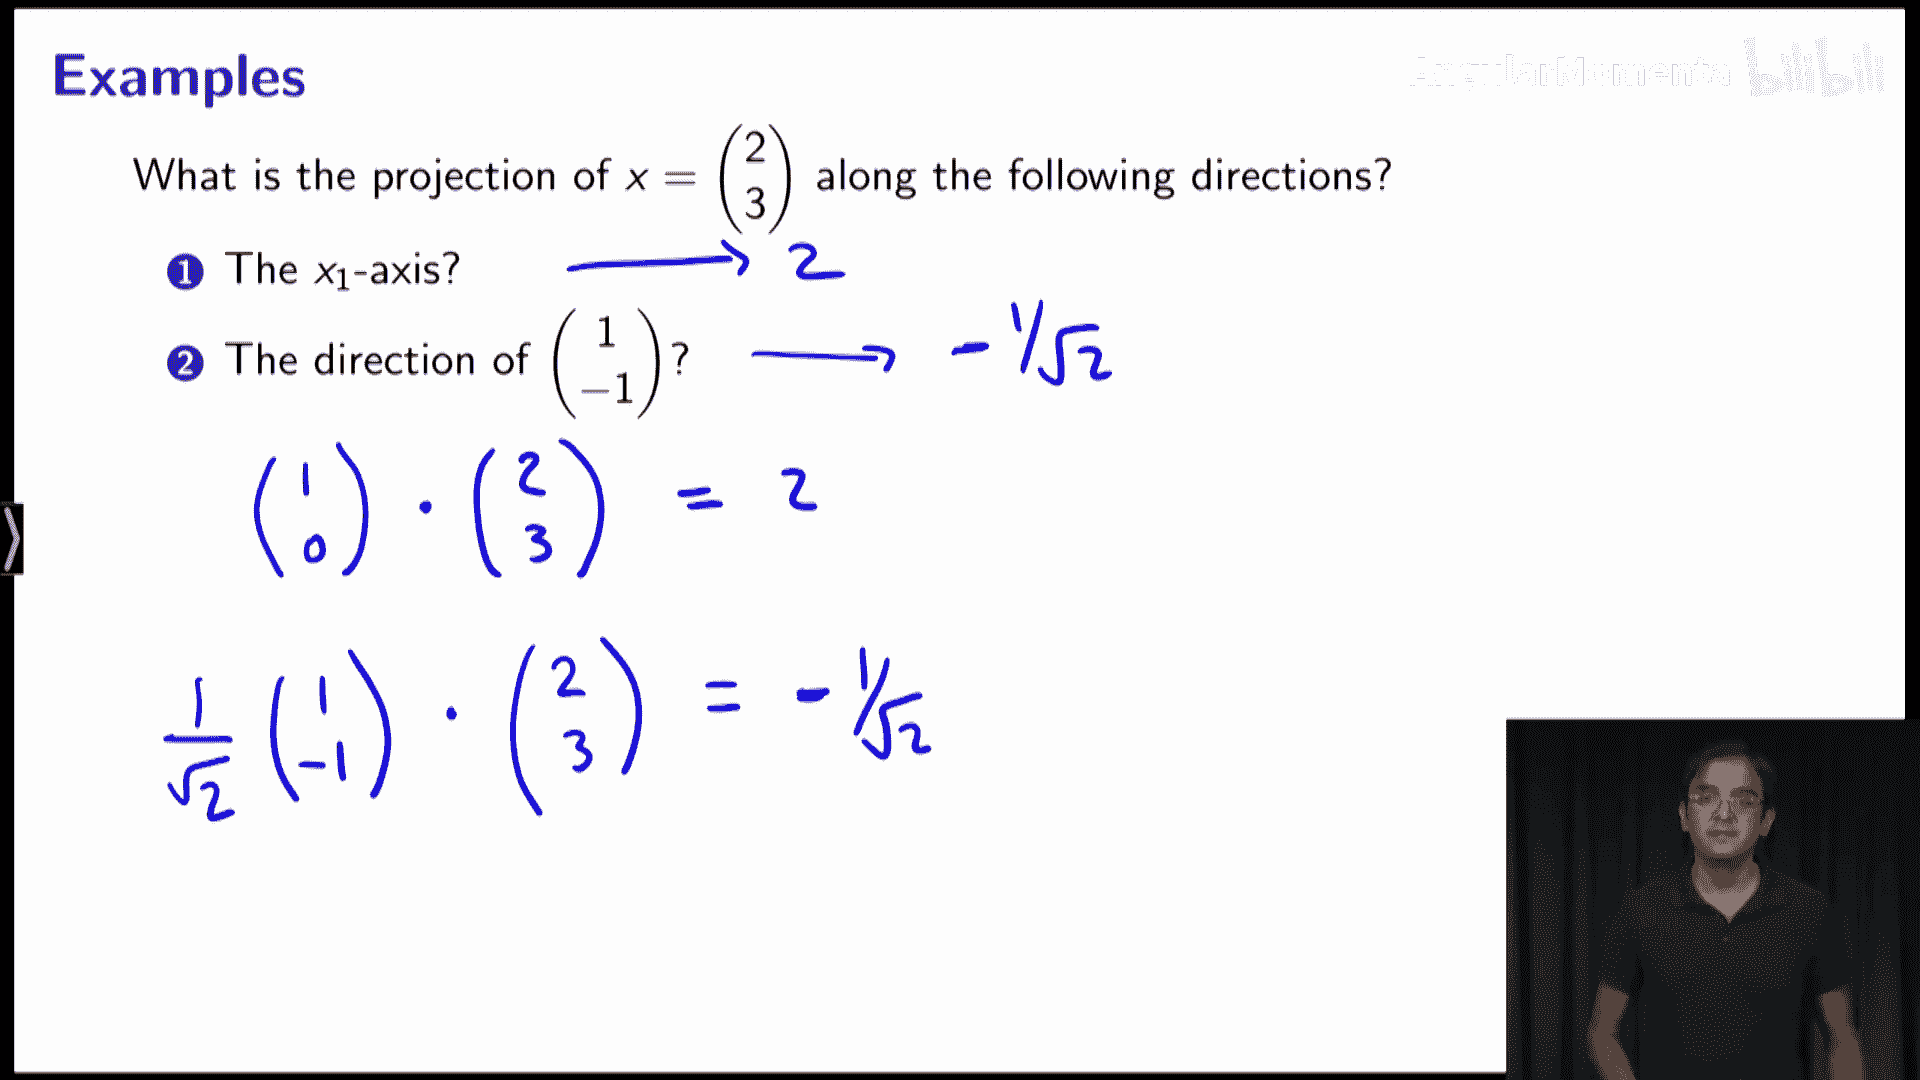 Examples
AngularMomenta bilibili
What is the projection of x = (2 3) along the following directions?
1 The x₁-axis? → 2
2 The direction of (1 −1)? → - 1/√2
(1 0) · (2 3) = 2
1/√2 (1 -1) · (2 3) = - 1/√2